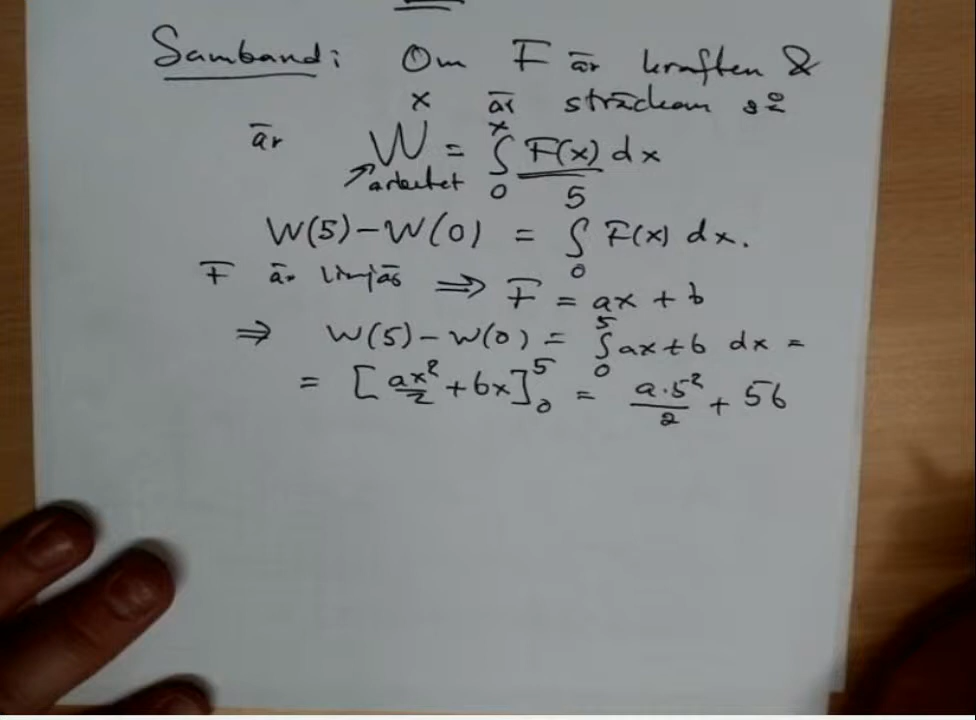 Samband: Om F är kraften &
x är sträckan så
är W = ∫₀ˣ F(x) dx
↗ arbetet
W(5)-W(0) = ∫₀⁵ F(x) dx.
F är linjär ⇒ F = ax + b
⇒ W(5)-W(0) = ∫₀⁵ ax+b dx =
= [ax²/2 + bx]₀⁵ = a·5²/2 + 5b